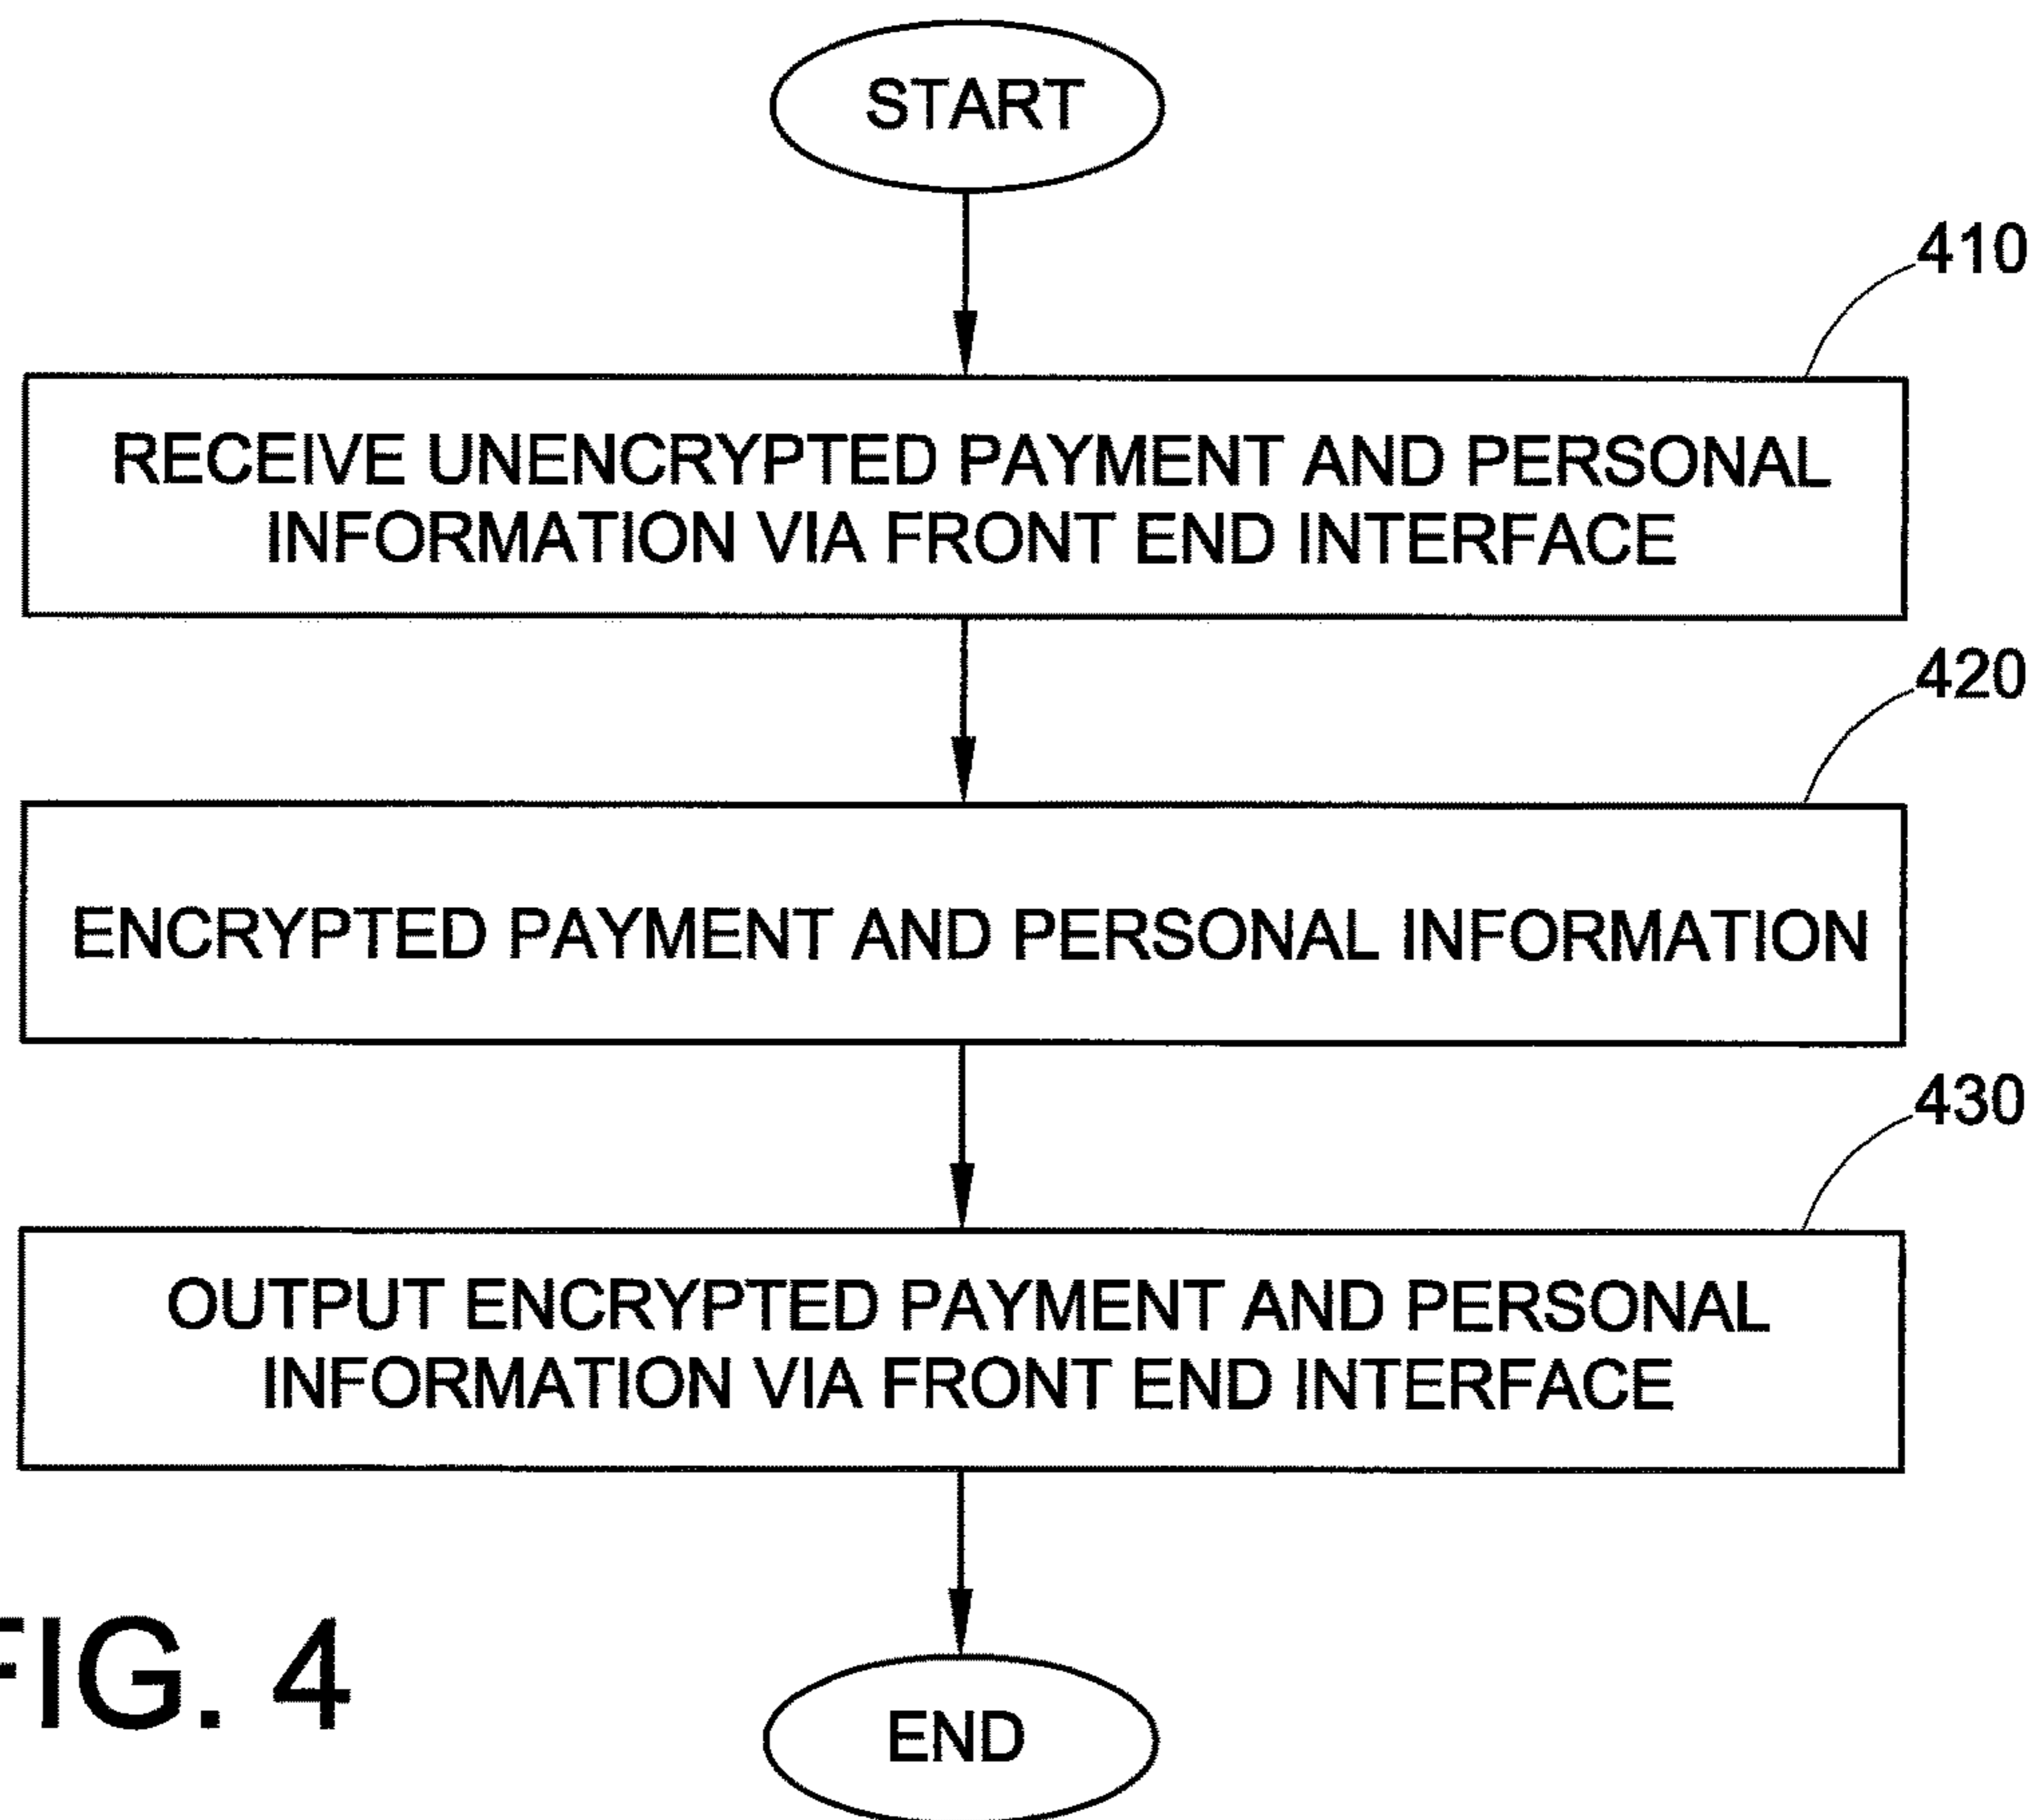 START
410
RECEIVE UNENCRYPTED PAYMENT AND PERSONAL
INFORMATION VIA FRONT END INTERFACE
420
ENCRYPTED PAYMENT AND PERSONAL INFORMATION
430
OUTPUT ENCRYPTED PAYMENT AND PERSONAL
INFORMATION VIA FRONT END INTERFACE
FIG. 4
END